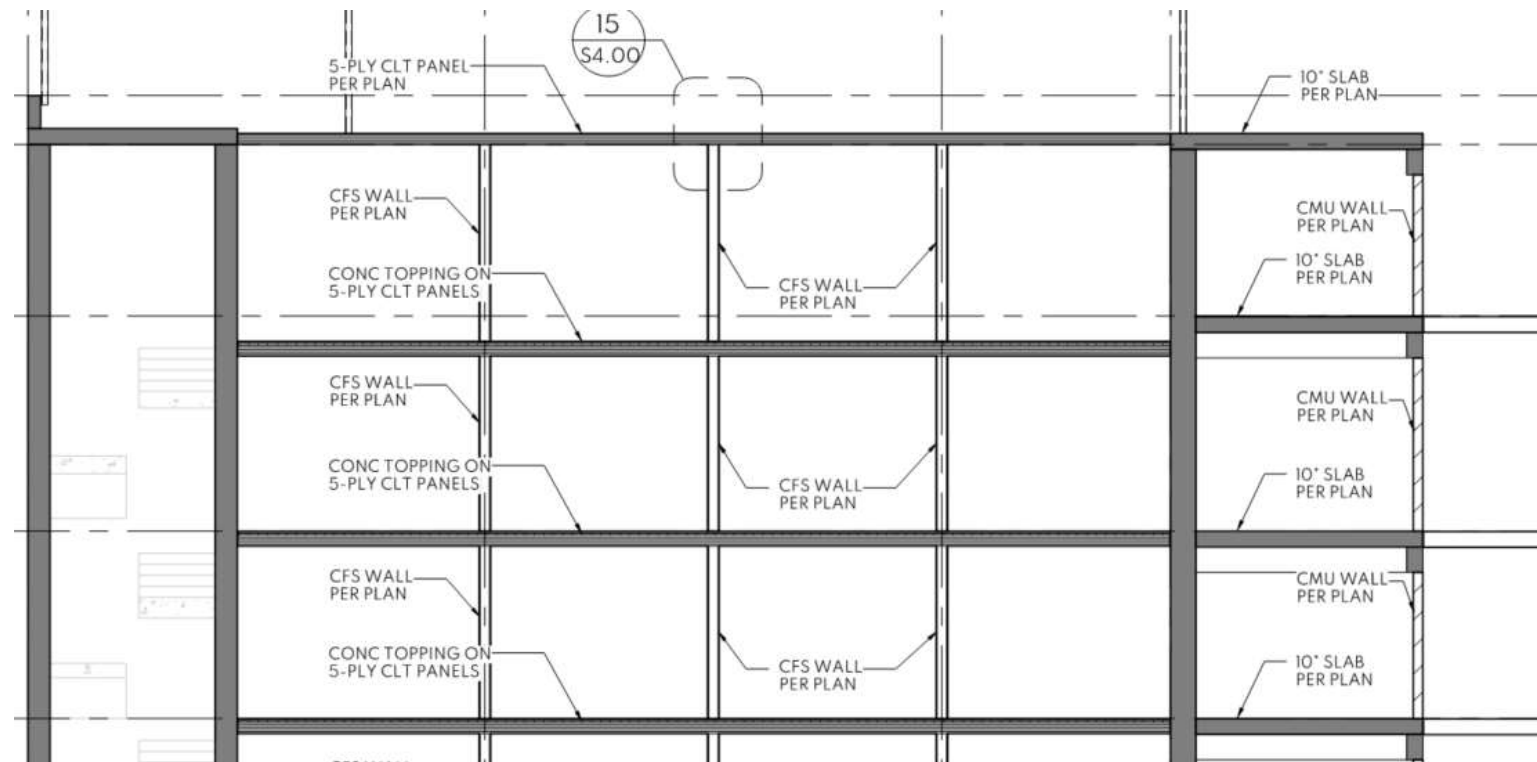 15
S4.00
5-PLY CLT PANEL
PER PLAN
10" SLAB
PER PLAN
CFS WALL
PER PLAN
CMU WALL
PER PLAN
CONC TOPPING ON
5-PLY CLT PANELS
CFS WALL
PER PLAN
10" SLAB
PER PLAN
CFS WALL
PER PLAN
CMU WALL
PER PLAN
CONC TOPPING ON
5-PLY CLT PANELS
CFS WALL
PER PLAN
10" SLAB
PER PLAN
CFS WALL
PER PLAN
CMU WALL
PER PLAN
CONC TOPPING ON
5-PLY CLT PANELS
CFS WALL
PER PLAN
10" SLAB
PER PLAN